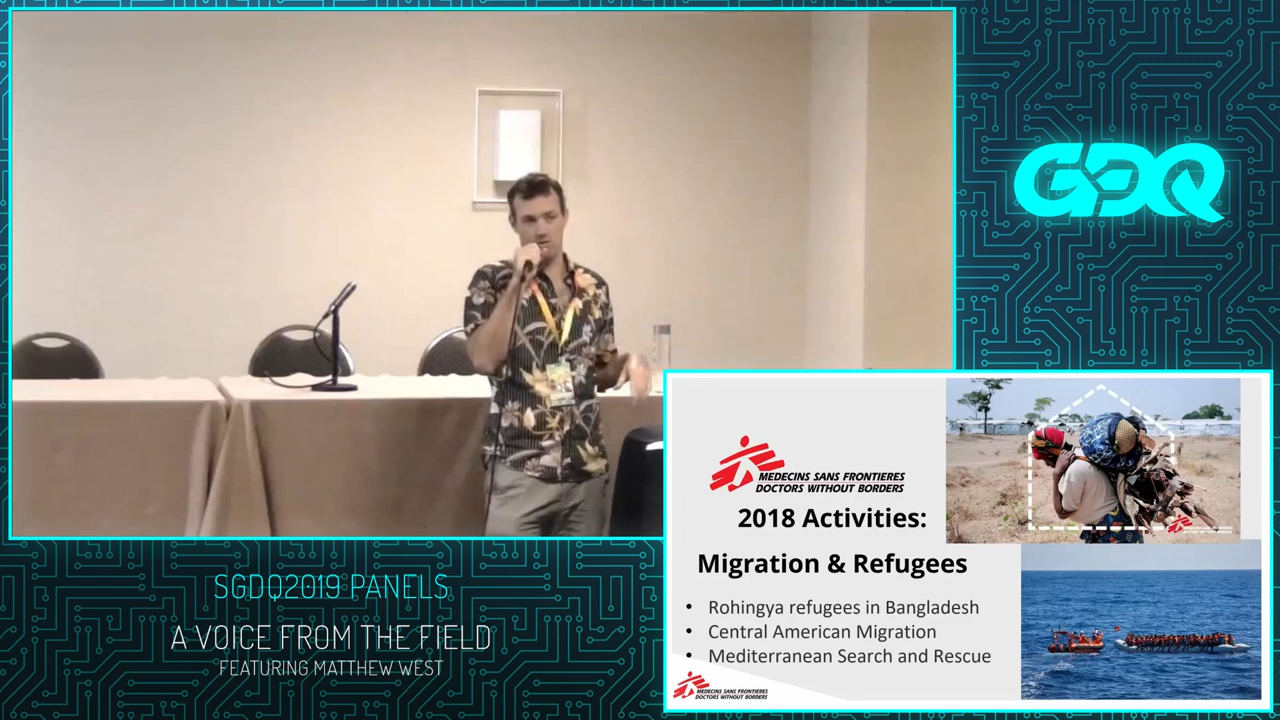 GDQ
MEDECINS SANS FRONTIERES
DOCTORS WITHOUT BORDERS
2018 Activities:
Migration & Refugees
• Rohingya refugees in Bangladesh
• Central American Migration
• Mediterranean Search and Rescue
MEDECINS SANS FRONTIERES
DOCTORS WITHOUT BORDERS
SGDQ2019 PANELS
A VOICE FROM THE FIELD
FEATURING MATTHEW WEST